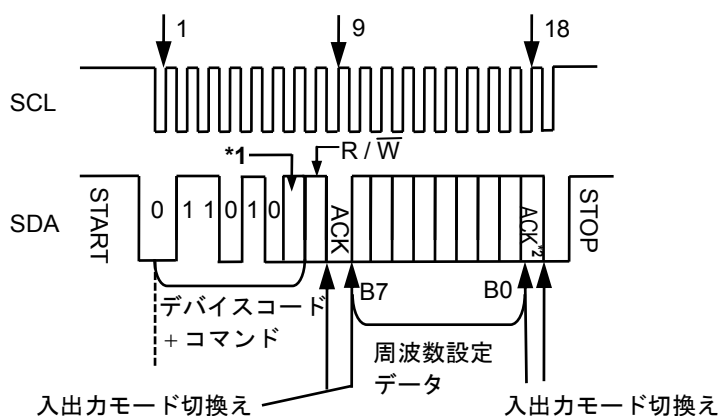 1 9 18
SCL
*1 R / W
SDA START 0 1 1 0 1 0 ACK ACK*2 STOP
B7 B0
デバイスコード
+ コマンド
周波数設定
データ
入出力モード切換え 入出力モード切換え